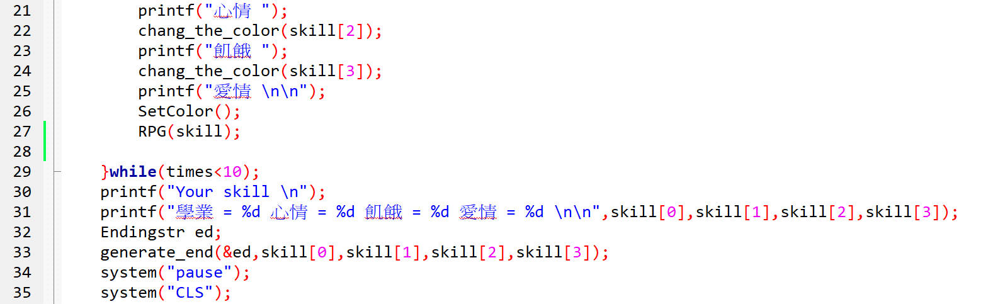 21 printf("心情 ");
22 chang_the_color(skill[2]);
23 printf("飢餓 ");
24 chang_the_color(skill[3]);
25 printf("愛情 \n\n");
26 SetColor();
27 RPG(skill);
28
29 }while(times<10);
30 printf("Your skill \n");
31 printf("學業 = %d 心情 = %d 飢餓 = %d 愛情 = %d \n\n",skill[0],skill[1],skill[2],skill[3]);
32 Endingstr ed;
33 generate_end(&ed,skill[0],skill[1],skill[2],skill[3]);
34 system("pause");
35 system("CLS");